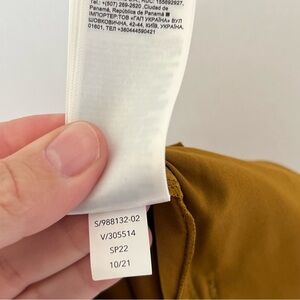 Tel: +(507) 269-2620 ,Ciudad de
Panamá, República de Panamá
ИМПОРТЕР:ТОВ «ГАП УКРАЇНА» ВУЛ
ШОВКОВИЧНА, 42-44, КИЇВ, УКРАЇНА,
01601, ТЕЛ +380444590421
S/988132-02
V/305514
SP22
10/21